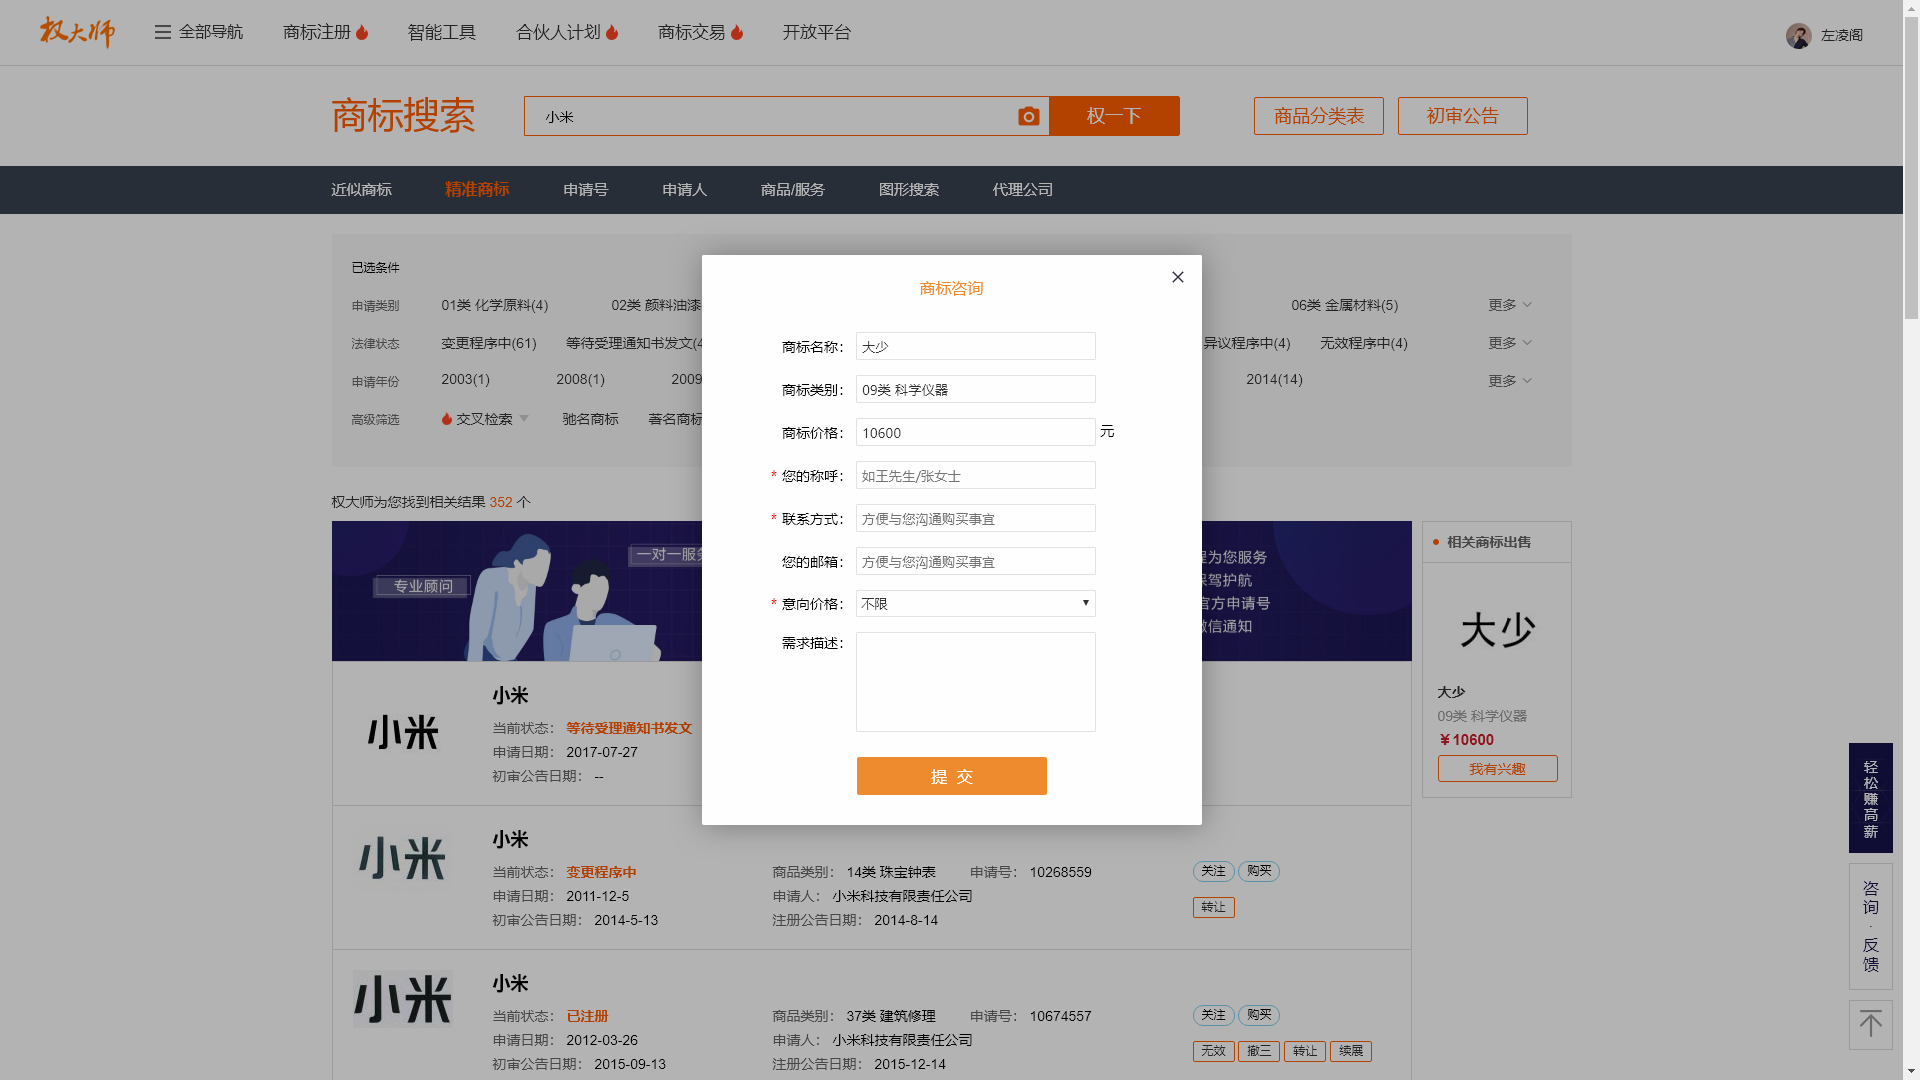 权大师 全部导航 商标注册 智能工具 合伙人计划 商标交易 开放平台 左凌阁
商标搜索 小米 权一下 商品分类表 初审公告
近似商标 精准商标 申请号 申请人 商品/服务 图形搜索 代理公司
已选条件
申请类别 01类 化学原料(4) 02类 颜料油漆 06类 金属材料(5) 更多
法律状态 变更程序中(61) 等待受理通知书发文(4 异议程序中(4) 无效程序中(4) 更多
申请年份 2003(1) 2008(1) 2009 2014(14) 更多
高级筛选 交叉检索 驰名商标 著名商标
权大师为您找到相关结果 352 个
专业顾问
一对一服务
程为您服务
保驾护航
官方申请号
微信通知
商标咨询
商标名称： 大少
商标类别： 09类 科学仪器
商标价格： 10600 元
* 您的称呼： 如王先生/张女士
* 联系方式： 方便与您沟通购买事宜
您的邮箱： 方便与您沟通购买事宜
* 意向价格： 不限
需求描述：
提 交
小米
小米
当前状态： 等待受理通知书发文
申请日期： 2017-07-27
初审公告日期： --
小米
小米
当前状态： 变更程序中 商品类别： 14类 珠宝钟表 申请号： 10268559 关注 购买
申请日期： 2011-12-5 申请人： 小米科技有限责任公司
转让
初审公告日期： 2014-5-13 注册公告日期： 2014-8-14
小米
小米
当前状态： 已注册 商品类别： 37类 建筑修理 申请号： 10674557 关注 购买
申请日期： 2012-03-26 申请人： 小米科技有限责任公司
无效 撤三 转让 续展
初审公告日期： 2015-09-13 注册公告日期： 2015-12-14
相关商标出售
大少
大少
09类 科学仪器
￥10600
我有兴趣
轻松赚高薪
咨询·反馈